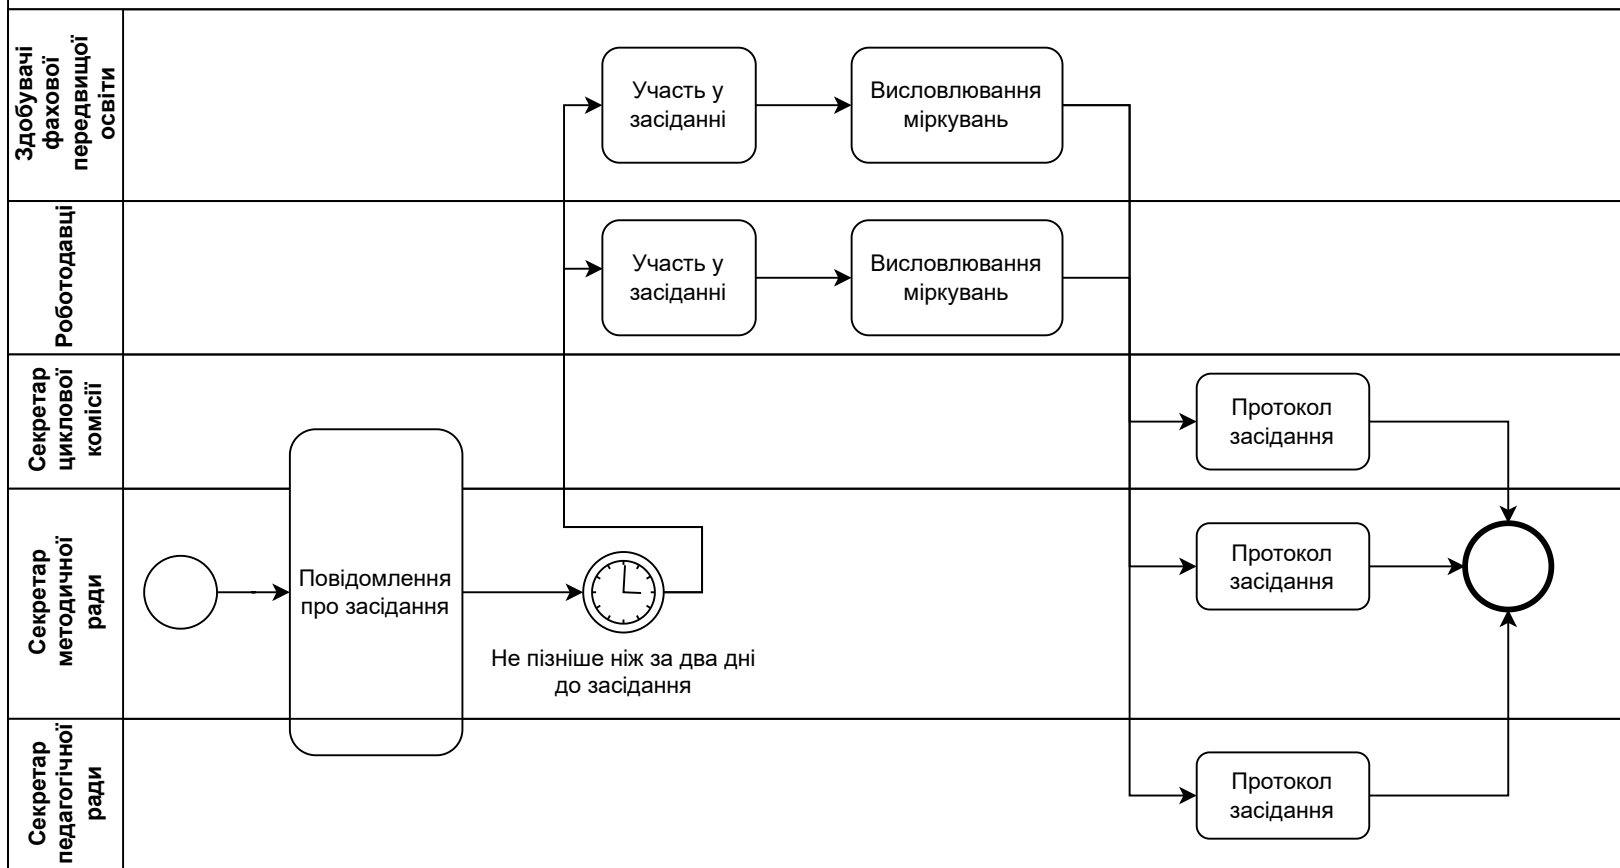 Здобувачі
фахової
передвищої
освіти
Участь у
засіданні
Висловлювання
міркувань
Роботодавці
Участь у
засіданні
Висловлювання
міркувань
Секретар
циклової
комісії
Протокол
засідання
Секретар
методичної
ради
Повідомлення
про засідання
Не пізніше ніж за два дні
до засідання
Протокол
засідання
Секретар
педагогічної
ради
Протокол
засідання